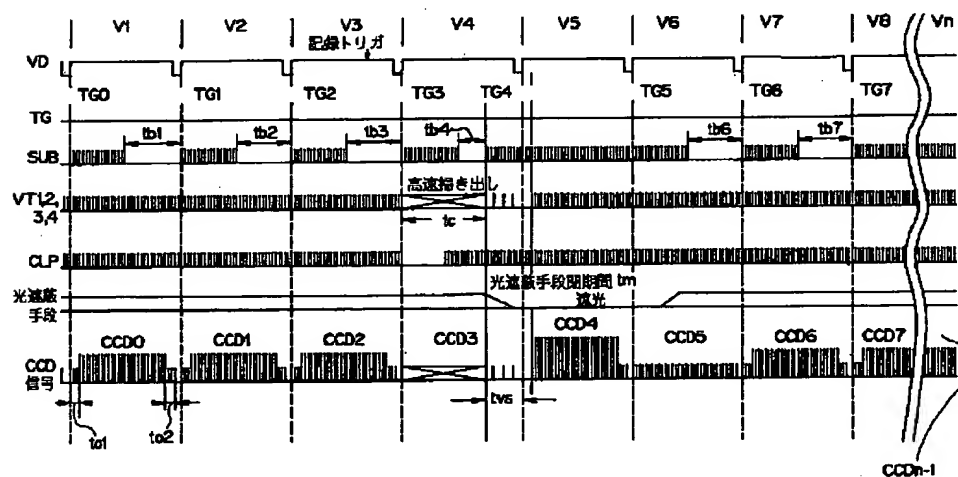 V1 V2 V3 V4 V5 V6 V7 V8 Vn
記録トリガ
VD
TG0 TG1 TG2 TG3 TG4 TG5 TG6 TG7
TG
tb1 tb2 tb3 tb4 tb6 tb7
SUB
高速掃き出し
VT1,2,
3,4
tc
CLP
光遮蔽手段閉期間 tm
光遮蔽
手段
遮光
CCD0 CCD1 CCD2 CCD3 CCD4 CCD5 CCD6 CCD7
CCD
信号
tvs
to1 to2
CCDn-1